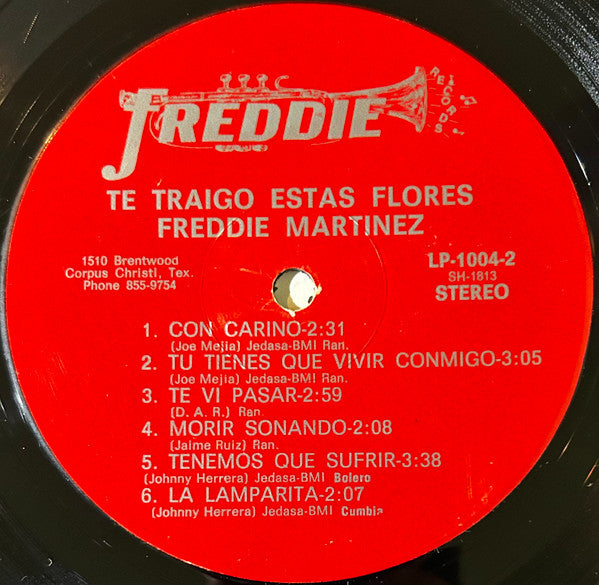 FREDDIE
RECORDS
TE TRAIGO ESTAS FLORES
FREDDIE MARTINEZ
1510 Brentwood
Corpus Christi, Tex.
Phone 855-9754
LP-1004-2
SH-1813
STEREO
1. CON CARINO-2:31
(Joe Mejia) Jedasa-BMI Ran.
2. TU TIENES QUE VIVIR CONMIGO-3:05
(Joe Mejia) Jedasa-BMI Ran.
3. TE VI PASAR-2:59
(D. A. R.) Ran.
4. MORIR SONANDO-2:08
(Jaime Ruiz) Ran.
5. TENEMOS QUE SUFRIR-3:38
(Johnny Herrera) Jedasa-BMI Bolero
6. LA LAMPARITA-2:07
(Johnny Herrera) Jedasa-BMI Cumbia